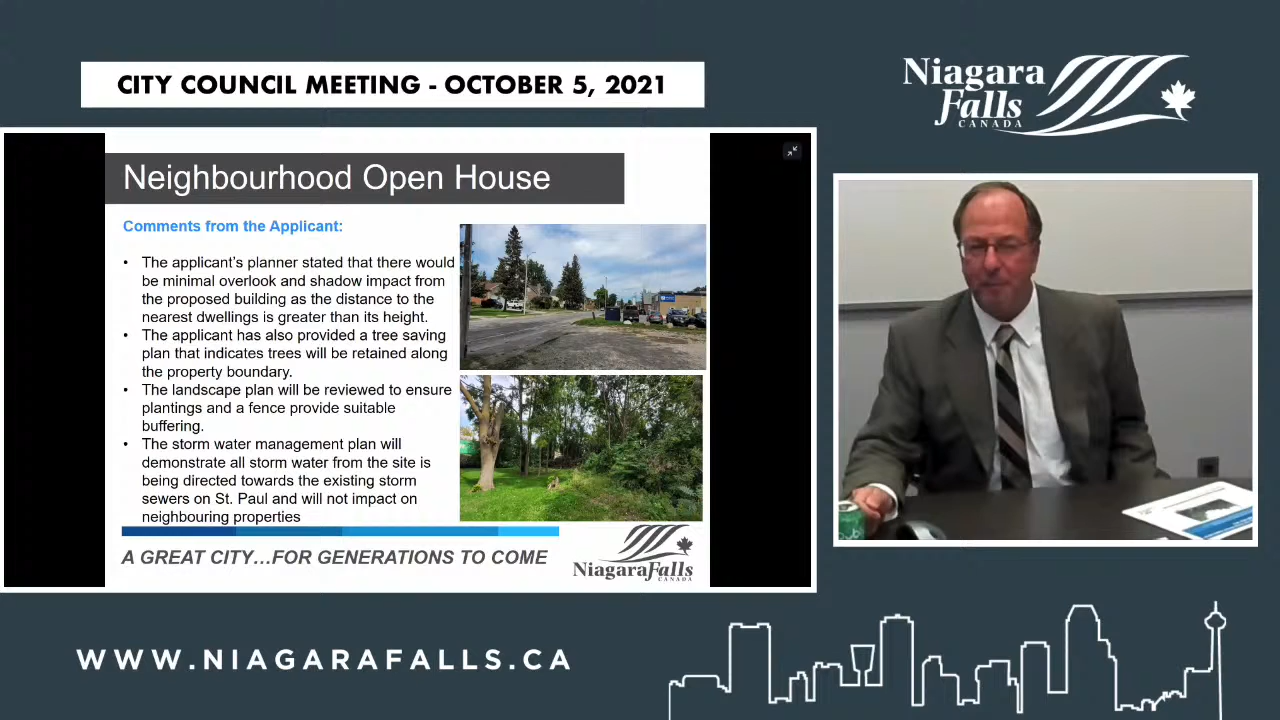 CITY COUNCIL MEETING - OCTOBER 5, 2021
Niagara
Falls
CANADA
Neighbourhood Open House
Comments from the Applicant:
• The applicant's planner stated that there would
be minimal overlook and shadow impact from
the proposed building as the distance to the
nearest dwellings is greater than its height.
• The applicant has also provided a tree saving
plan that indicates trees will be retained along
the property boundary.
• The landscape plan will be reviewed to ensure
plantings and a fence provide suitable
buffering.
• The storm water management plan will
demonstrate all storm water from the site is
being directed towards the existing storm
sewers on St. Paul and will not impact on
neighbouring properties
A GREAT CITY...FOR GENERATIONS TO COME
NiagaraFalls
CANADA
WWW.NIAGARAFALLS.CA